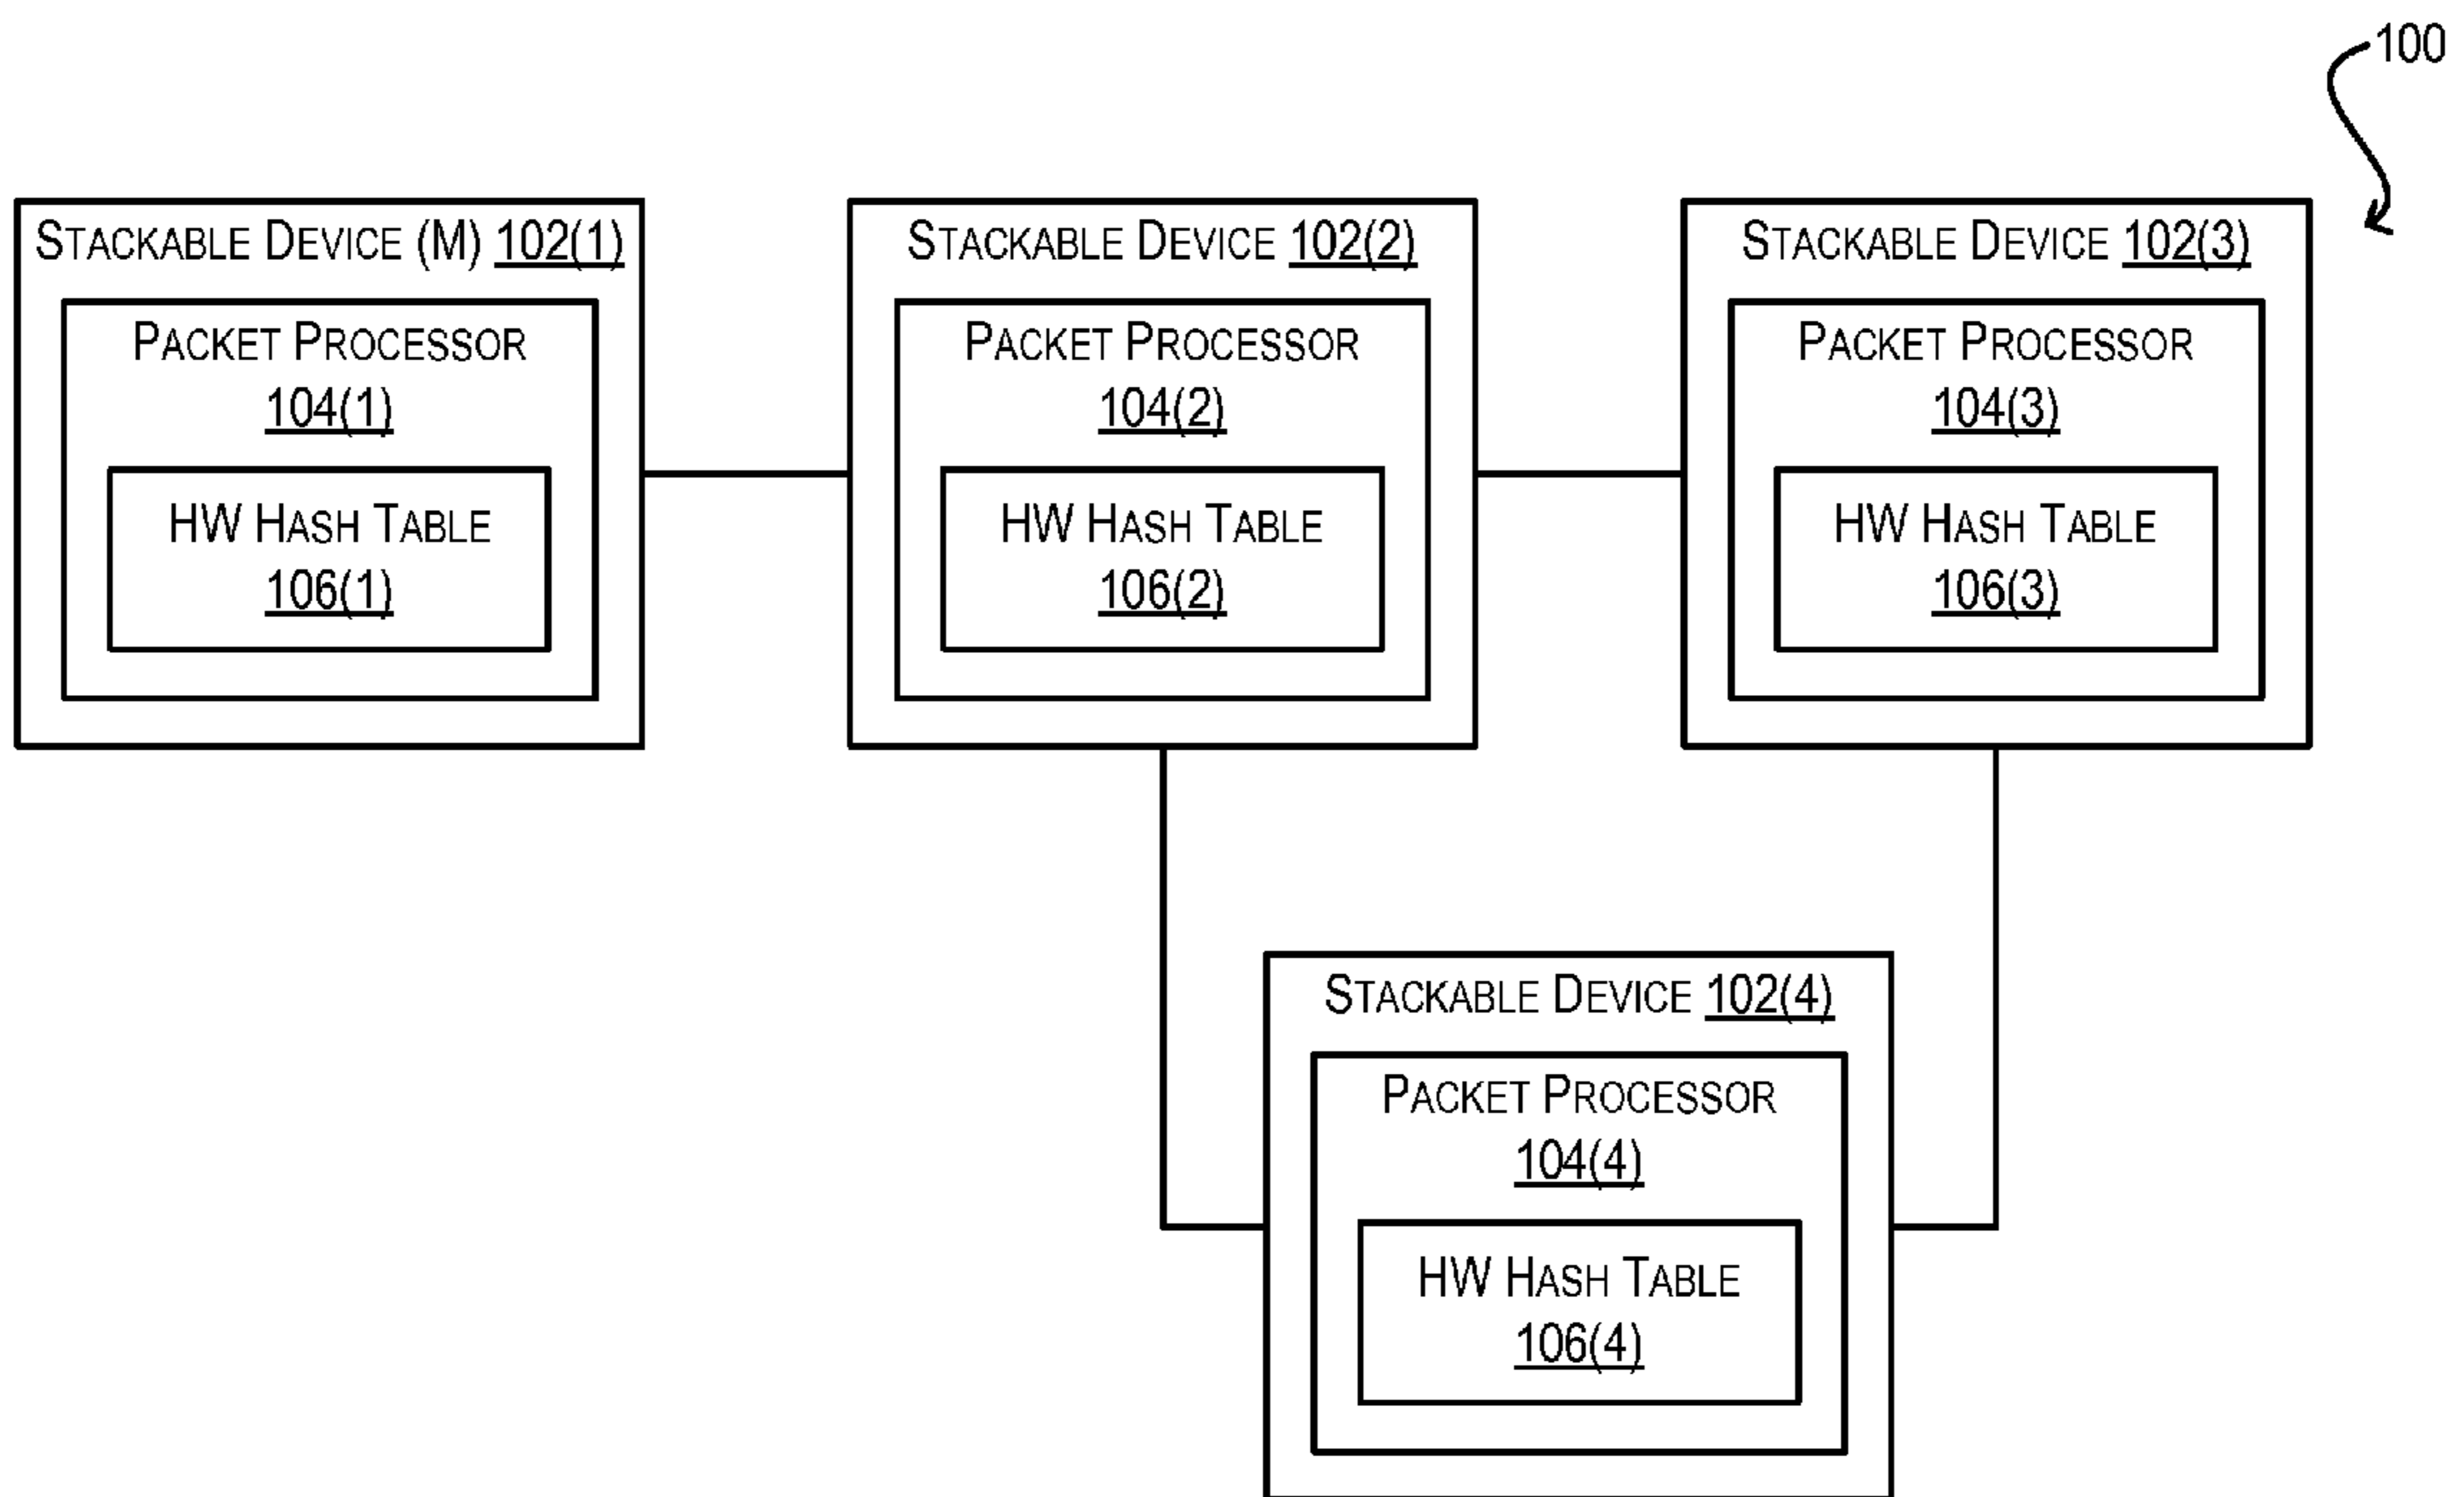 100
STACKABLE DEVICE (M) 102(1)
PACKET PROCESSOR
104(1)
HW HASH TABLE
106(1)
STACKABLE DEVICE 102(2)
PACKET PROCESSOR
104(2)
HW HASH TABLE
106(2)
STACKABLE DEVICE 102(3)
PACKET PROCESSOR
104(3)
HW HASH TABLE
106(3)
STACKABLE DEVICE 102(4)
PACKET PROCESSOR
104(4)
HW HASH TABLE
106(4)